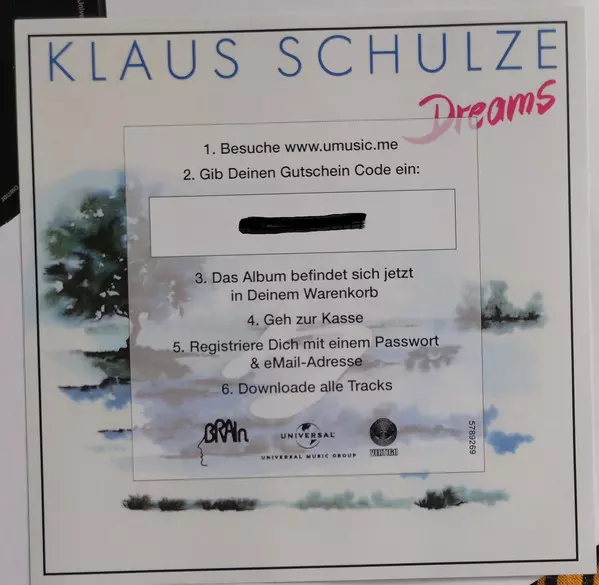 KLAUS SCHULZE
Dreams
1. Besuche www.umusic.me
2. Gib Deinen Gutschein Code ein:
3. Das Album befindet sich jetzt
in Deinem Warenkorb
4. Geh zur Kasse
5. Registriere Dich mit einem Passwort
& eMail-Adresse
6. Downloade alle Tracks
BRAIn
UNIVERSAL
UNIVERSAL MUSIC GROUP
VERTIGO
5789269